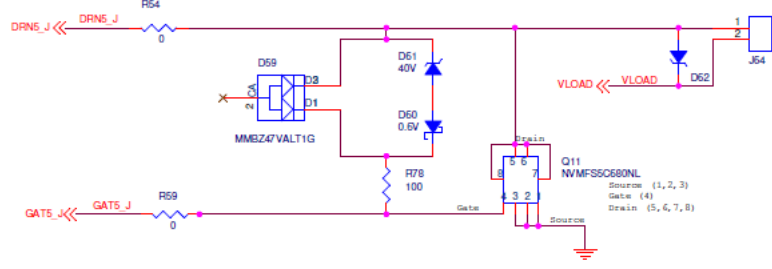 R54
DRN5_J DRN5_J
0
1
2
J64
D59
D2
D1
2 CA
MMBZ47VALT1G
D61
40V
D60
0.6V
D62
VLOAD VLOAD
Drain
5 6
8 7
4 3 2 1
Q11
NVMFS5C680NL
Source (1,2,3)
Gate (4)
Drain (5,6,7,8)
R78
100
GAT5_J GAT5_J
R59
0
Gate
Source